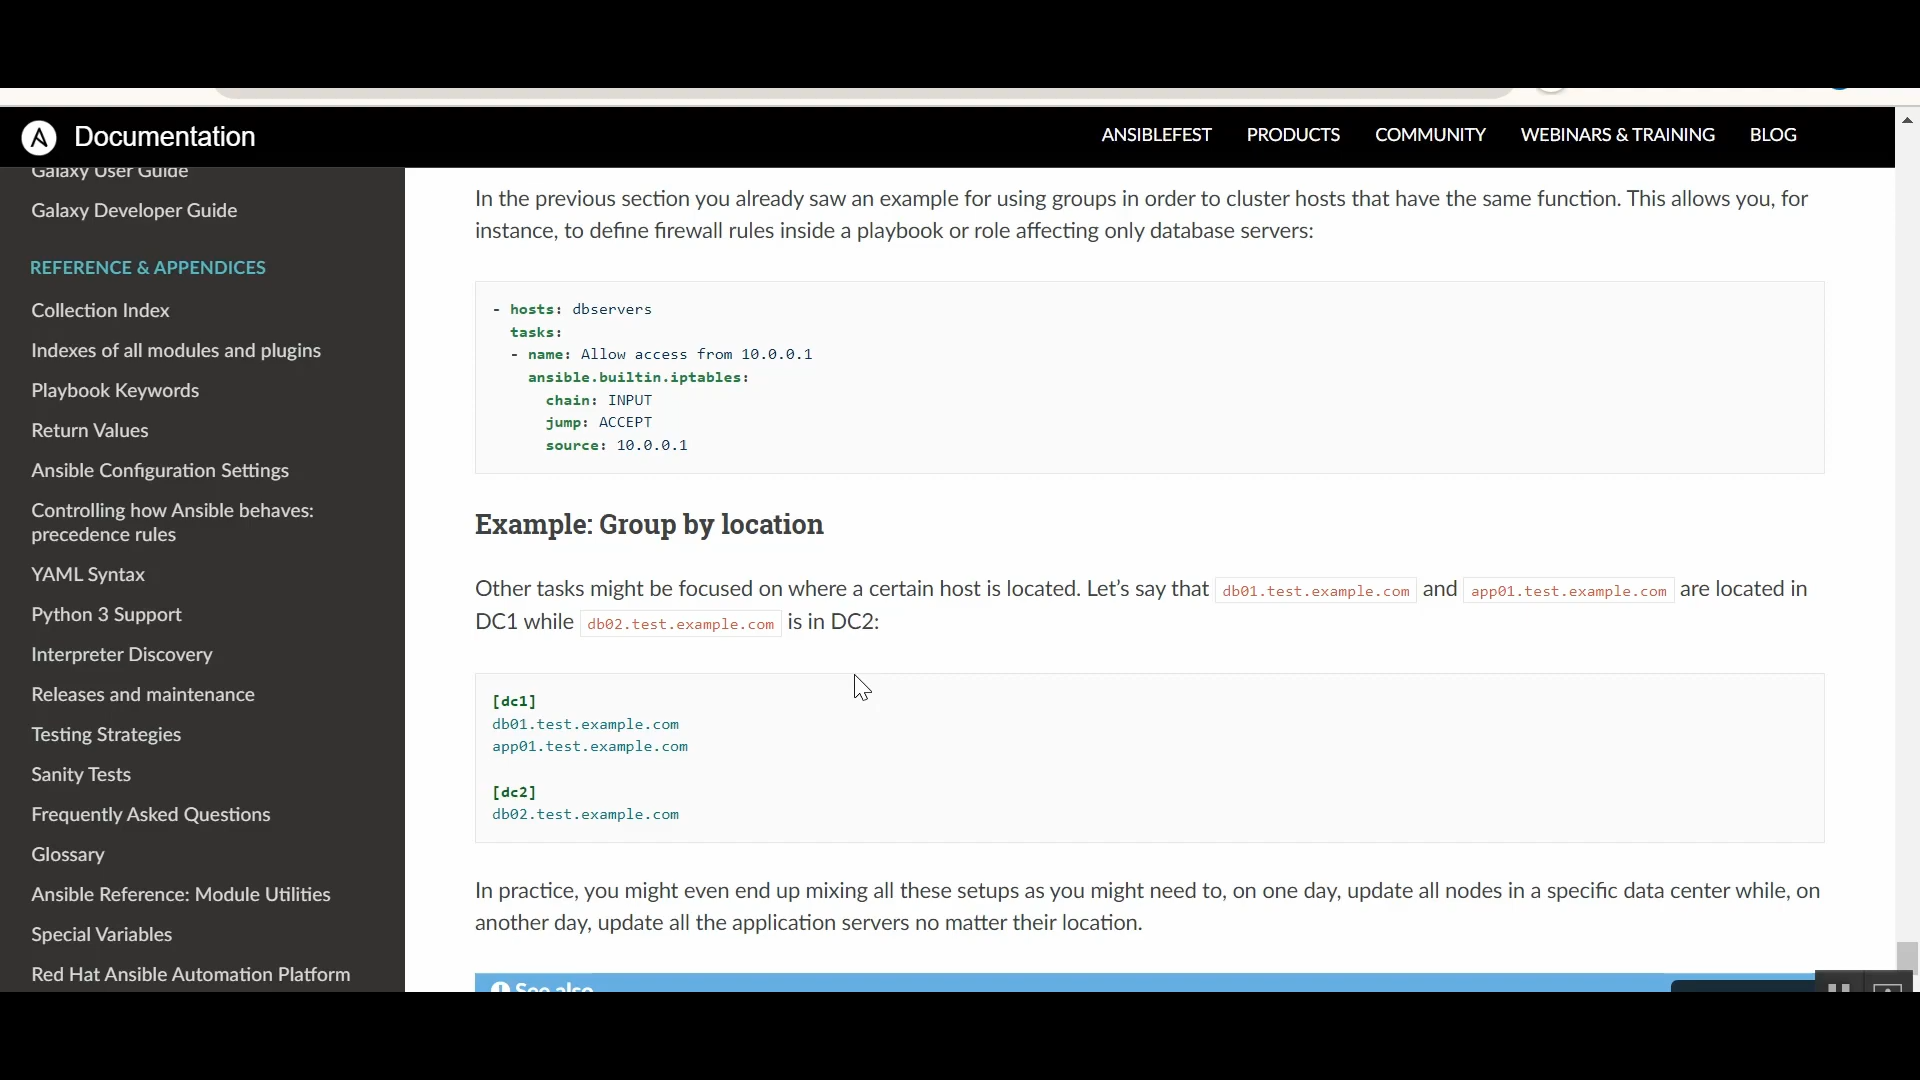 Documentation
ANSIBLEFEST PRODUCTS COMMUNITY WEBINARS & TRAINING BLOG
Galaxy User Guide
Galaxy Developer Guide
REFERENCE & APPENDICES
Collection Index
Indexes of all modules and plugins
Playbook Keywords
Return Values
Ansible Configuration Settings
Controlling how Ansible behaves:
precedence rules
YAML Syntax
Python 3 Support
Interpreter Discovery
Releases and maintenance
Testing Strategies
Sanity Tests
Frequently Asked Questions
Glossary
Ansible Reference: Module Utilities
Special Variables
Red Hat Ansible Automation Platform
In the previous section you already saw an example for using groups in order to cluster hosts that have the same function. This allows you, for
instance, to define firewall rules inside a playbook or role affecting only database servers:
- hosts: dbservers
  tasks:
  - name: Allow access from 10.0.0.1
    ansible.builtin.iptables:
      chain: INPUT
      jump: ACCEPT
      source: 10.0.0.1
Example: Group by location
Other tasks might be focused on where a certain host is located. Let’s say that db01.test.example.com and app01.test.example.com are located in
DC1 while db02.test.example.com is in DC2:
[dc1]
db01.test.example.com
app01.test.example.com
[dc2]
db02.test.example.com
In practice, you might even end up mixing all these setups as you might need to, on one day, update all nodes in a specific data center while, on
another day, update all the application servers no matter their location.
See also